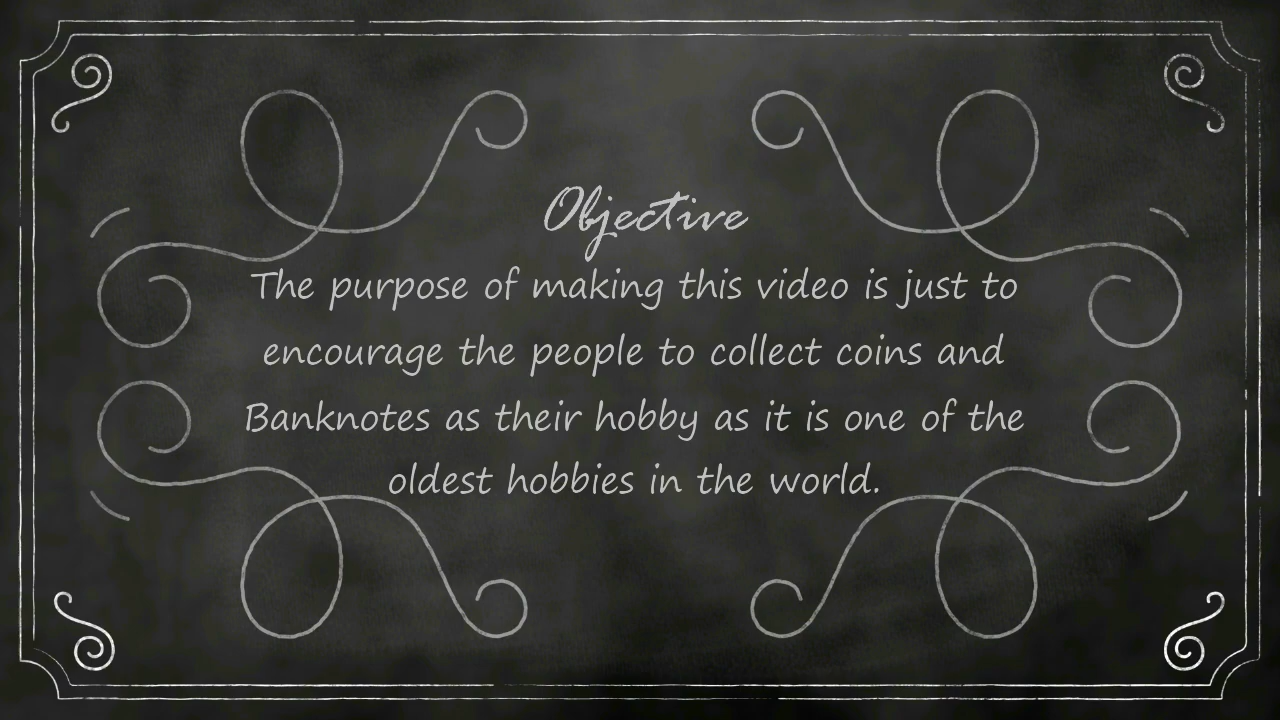 Objective
The purpose of making this video is just to
encourage the people to collect coins and
Banknotes as their hobby as it is one of the
oldest hobbies in the world.